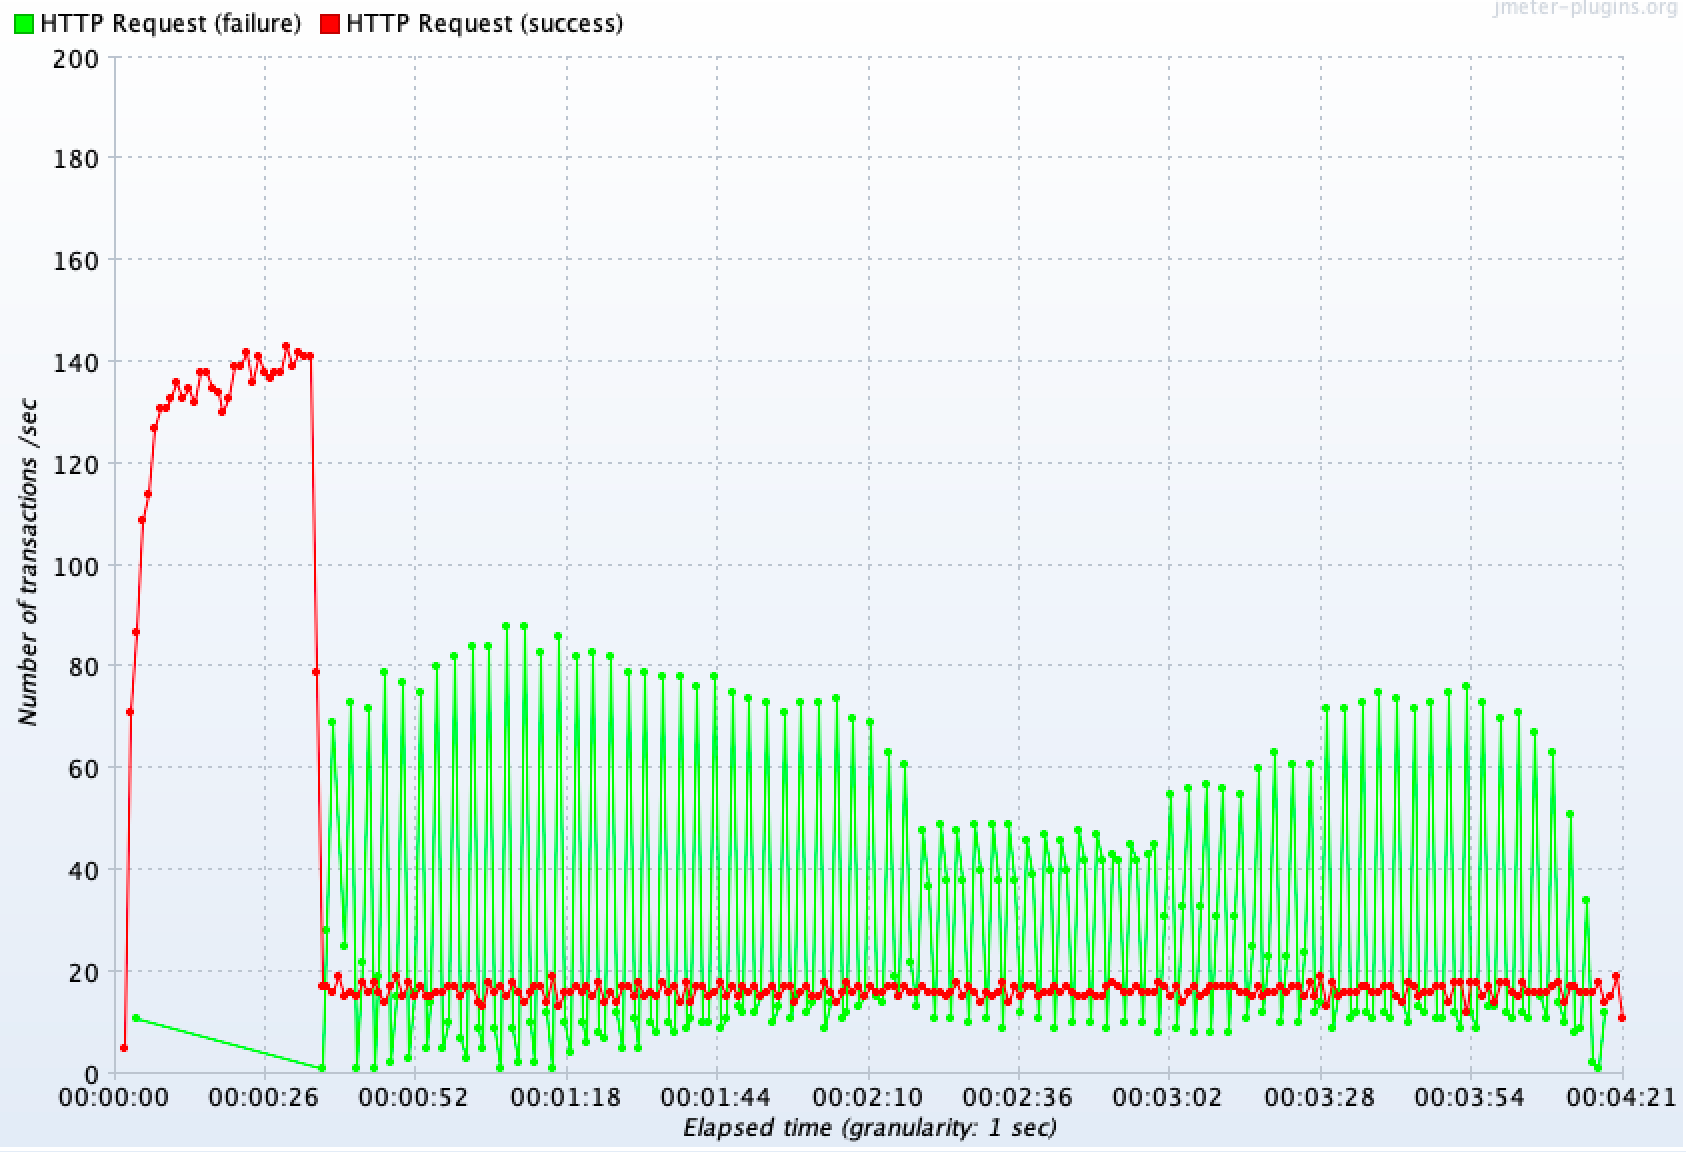 jmeter-plugins.org
HTTP Request (failure) HTTP Request (success)
200
180
160
140
120
100
80
60
40
20
0
Number of transactions /sec
00:00:00 00:00:26 00:00:52 00:01:18 00:01:44 00:02:10 00:02:36 00:03:02 00:03:28 00:03:54 00:04:21
Elapsed time (granularity: 1 sec)